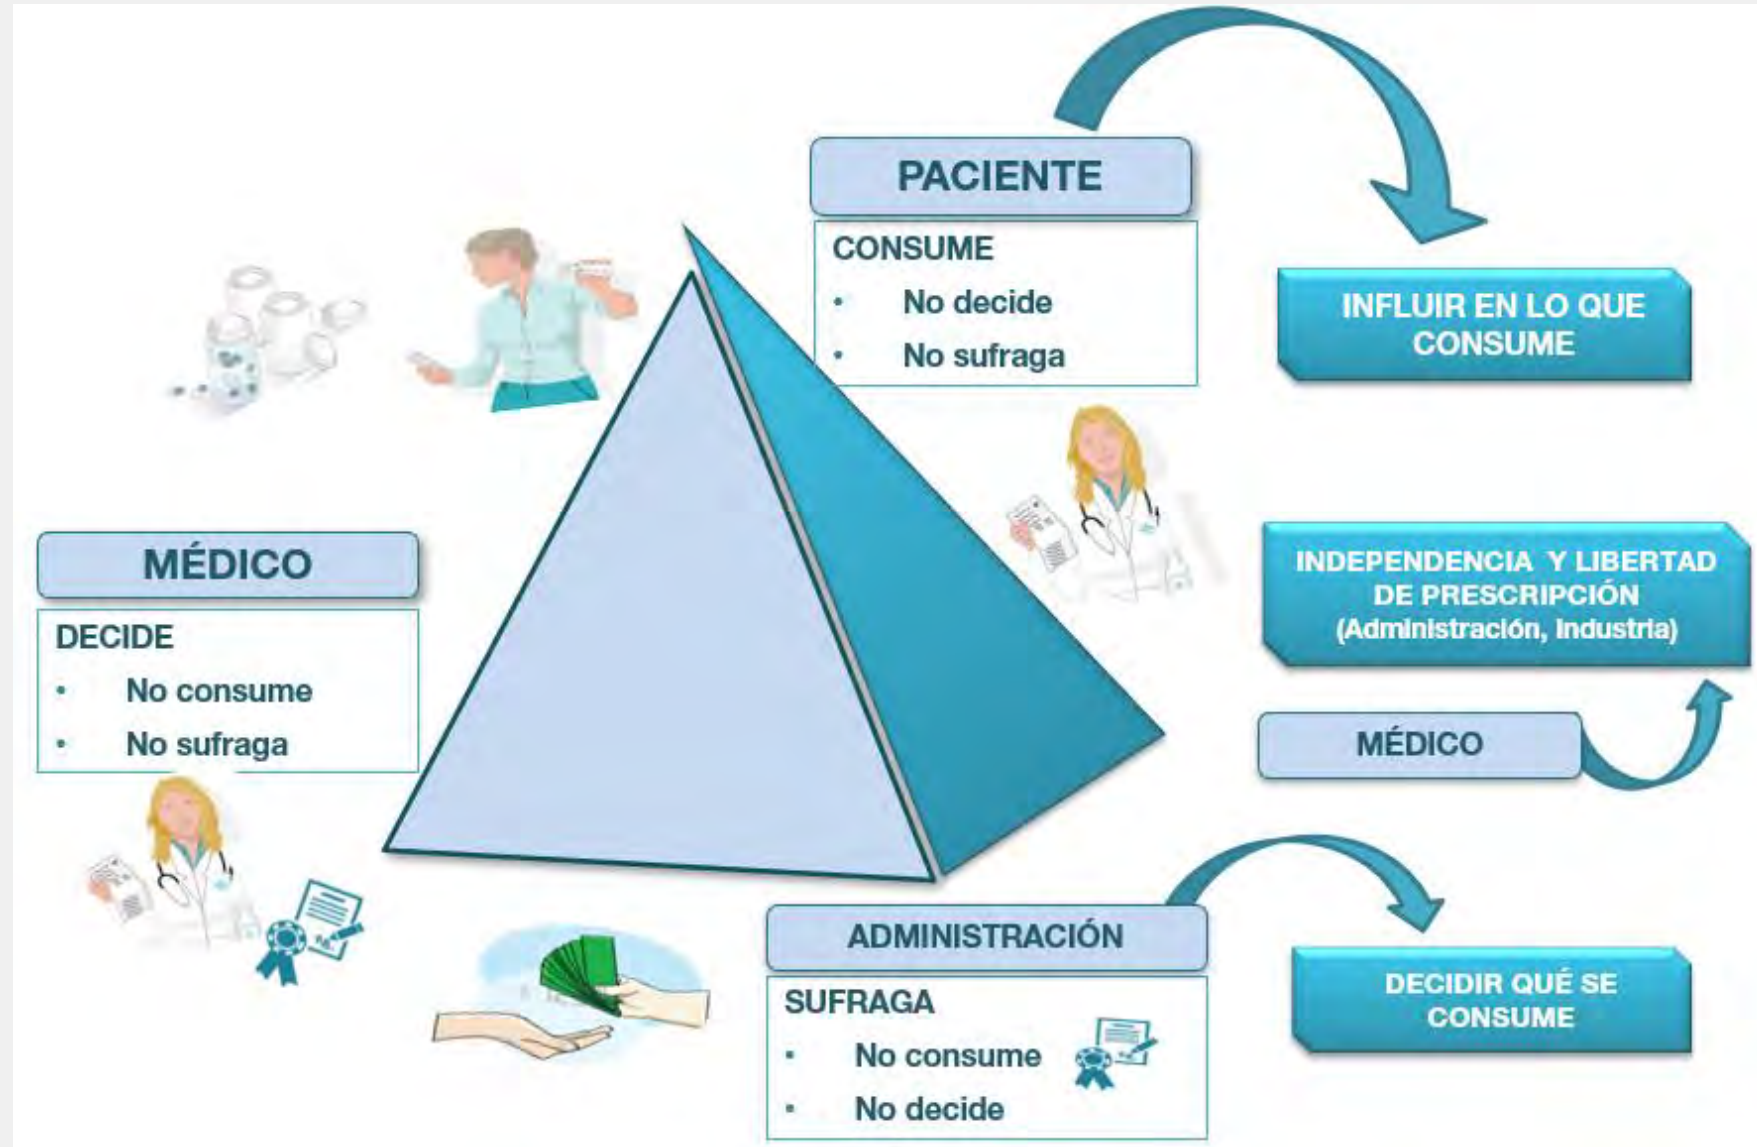 PACIENTE
CONSUME
• No decide
• No sufraga
INFLUIR EN LO QUE
CONSUME
MÉDICO
DECIDE
• No consume
• No sufraga
INDEPENDENCIA Y LIBERTAD
DE PRESCRIPCIÓN
(Administración, Industria)
MÉDICO
ADMINISTRACIÓN
SUFRAGA
• No consume
• No decide
DECIDIR QUÉ SE
CONSUME